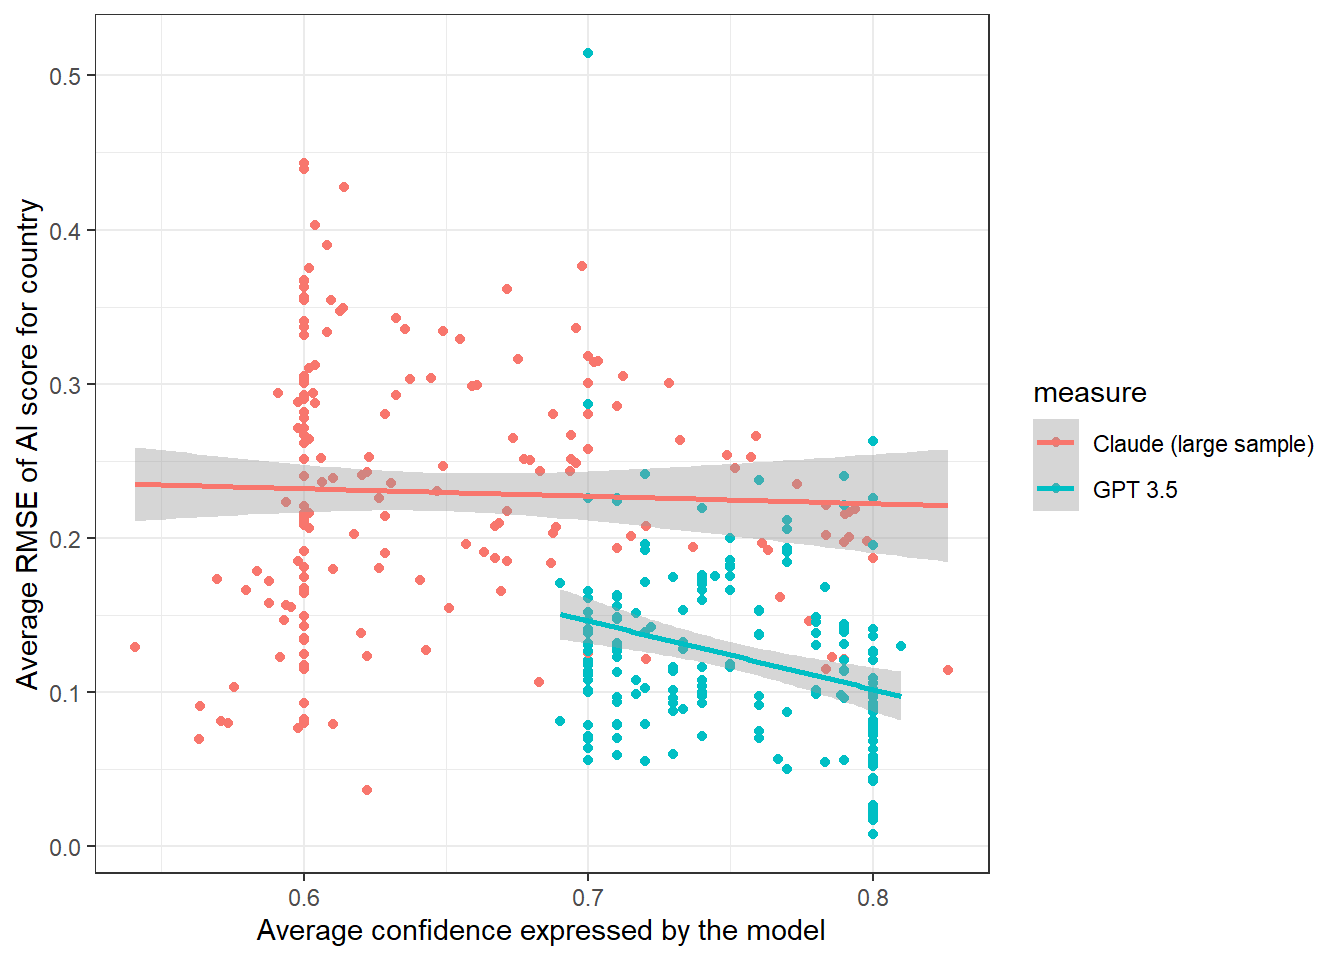 0.5
0.4
0.3
0.2
0.1
0.0
Average RMSE of AI score for country
0.6
0.7
0.8
Average confidence expressed by the model
measure
Claude (large sample)
GPT 3.5